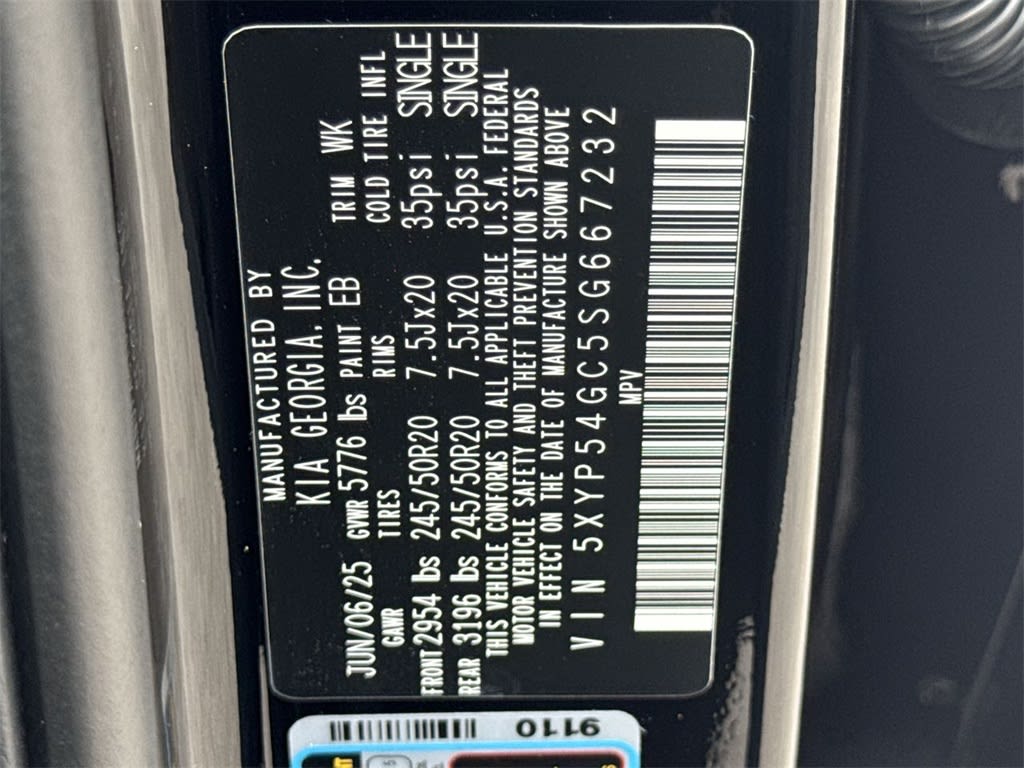 MANUFACTURED BY
KIA GEORGIA, INC.
JUN/06/25 GVWR 5776 lbs PAINT EB TRIM WK
GAWR TIRES RIMS COLD TIRE INFL
FRONT 2954 lbs 245/50R20 7.5Jx20 35psi SINGLE
REAR 3196 lbs 245/50R20 7.5Jx20 35psi SINGLE
THIS VEHICLE CONFORMS TO ALL APPLICABLE U.S.A. FEDERAL
MOTOR VEHICLE SAFETY AND THEFT PREVENTION STANDARDS
IN EFFECT ON THE DATE OF MANUFACTURE SHOWN ABOVE
VIN 5XYP54GC5SG667232
MPV
9110